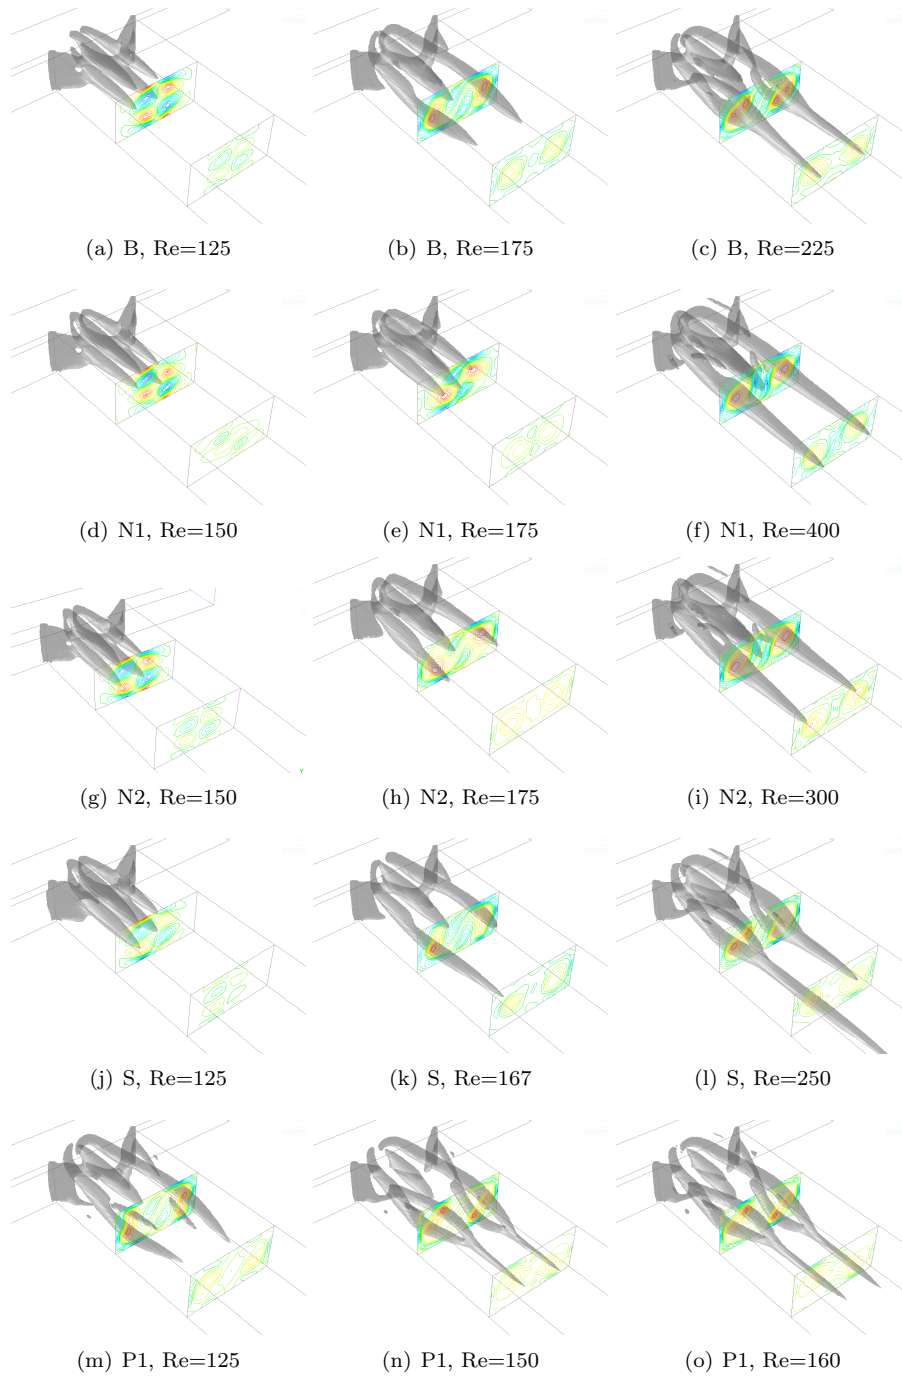 (a) B, Re=125
(b) B, Re=175
(c) B, Re=225
(d) N1, Re=150
(e) N1, Re=175
(f) N1, Re=400
(g) N2, Re=150
(h) N2, Re=175
(i) N2, Re=300
(j) S, Re=125
(k) S, Re=167
(l) S, Re=250
(m) P1, Re=125
(n) P1, Re=150
(o) P1, Re=160